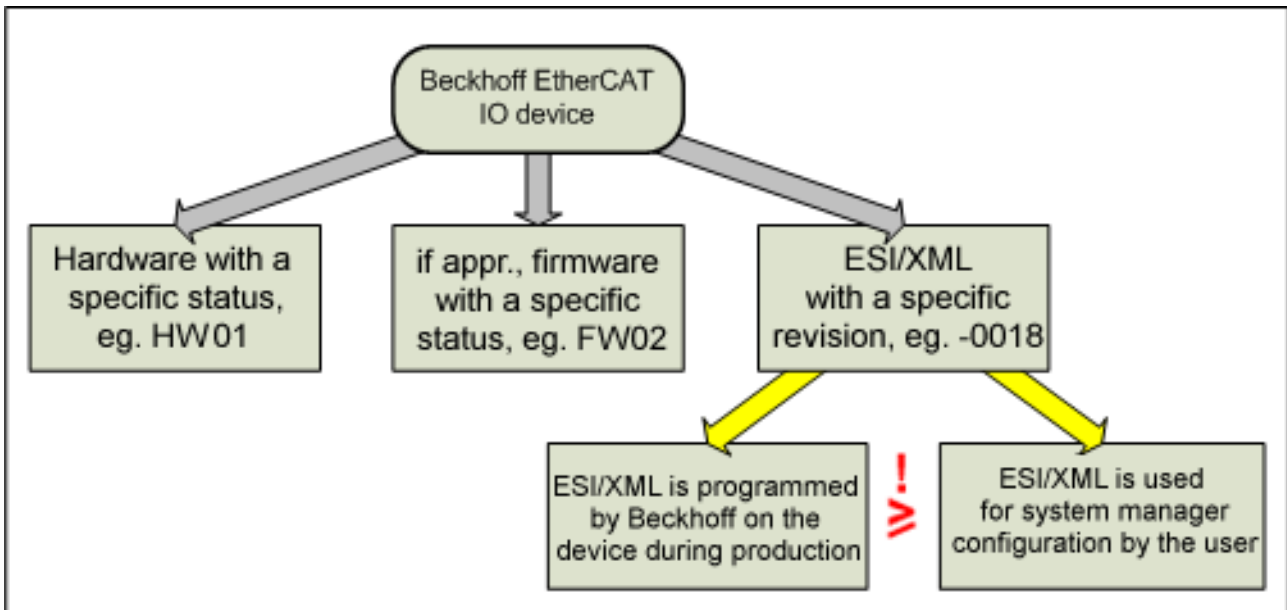 Beckhoff EtherCAT
IO device
Hardware with a
specific status,
eg. HW01
if appr., firmware
with a specific
status, eg. FW02
ESI/XML
with a specific
revision, eg. -0018
ESI/XML is programmed
by Beckhoff on the
device during production
≥!
ESI/XML is used
for system manager
configuration by the user